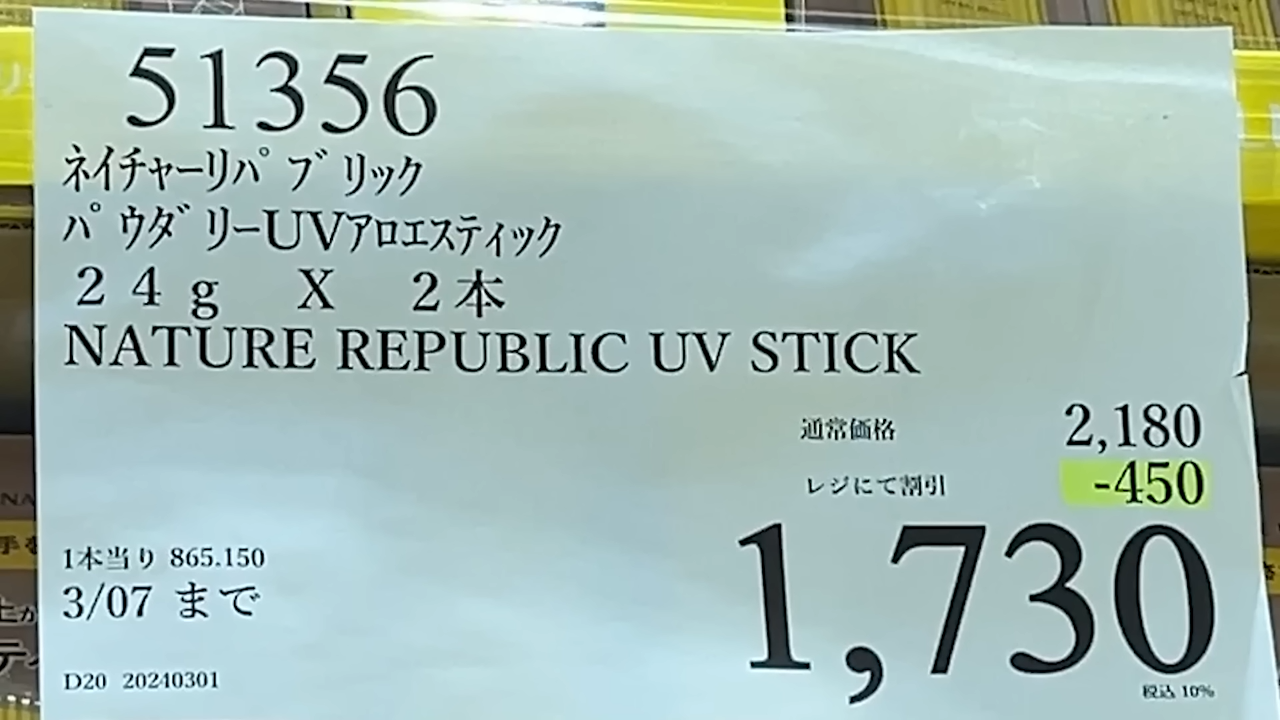 51356
ネイチャーリパブリック
パウダリーUVアロエスティック
24g X 2本
NATURE REPUBLIC UV STICK
通常価格 2,180
レジにて割引 -450
1,730
税込 10%
1本当り 865.150
3/07 まで
D20 20240301